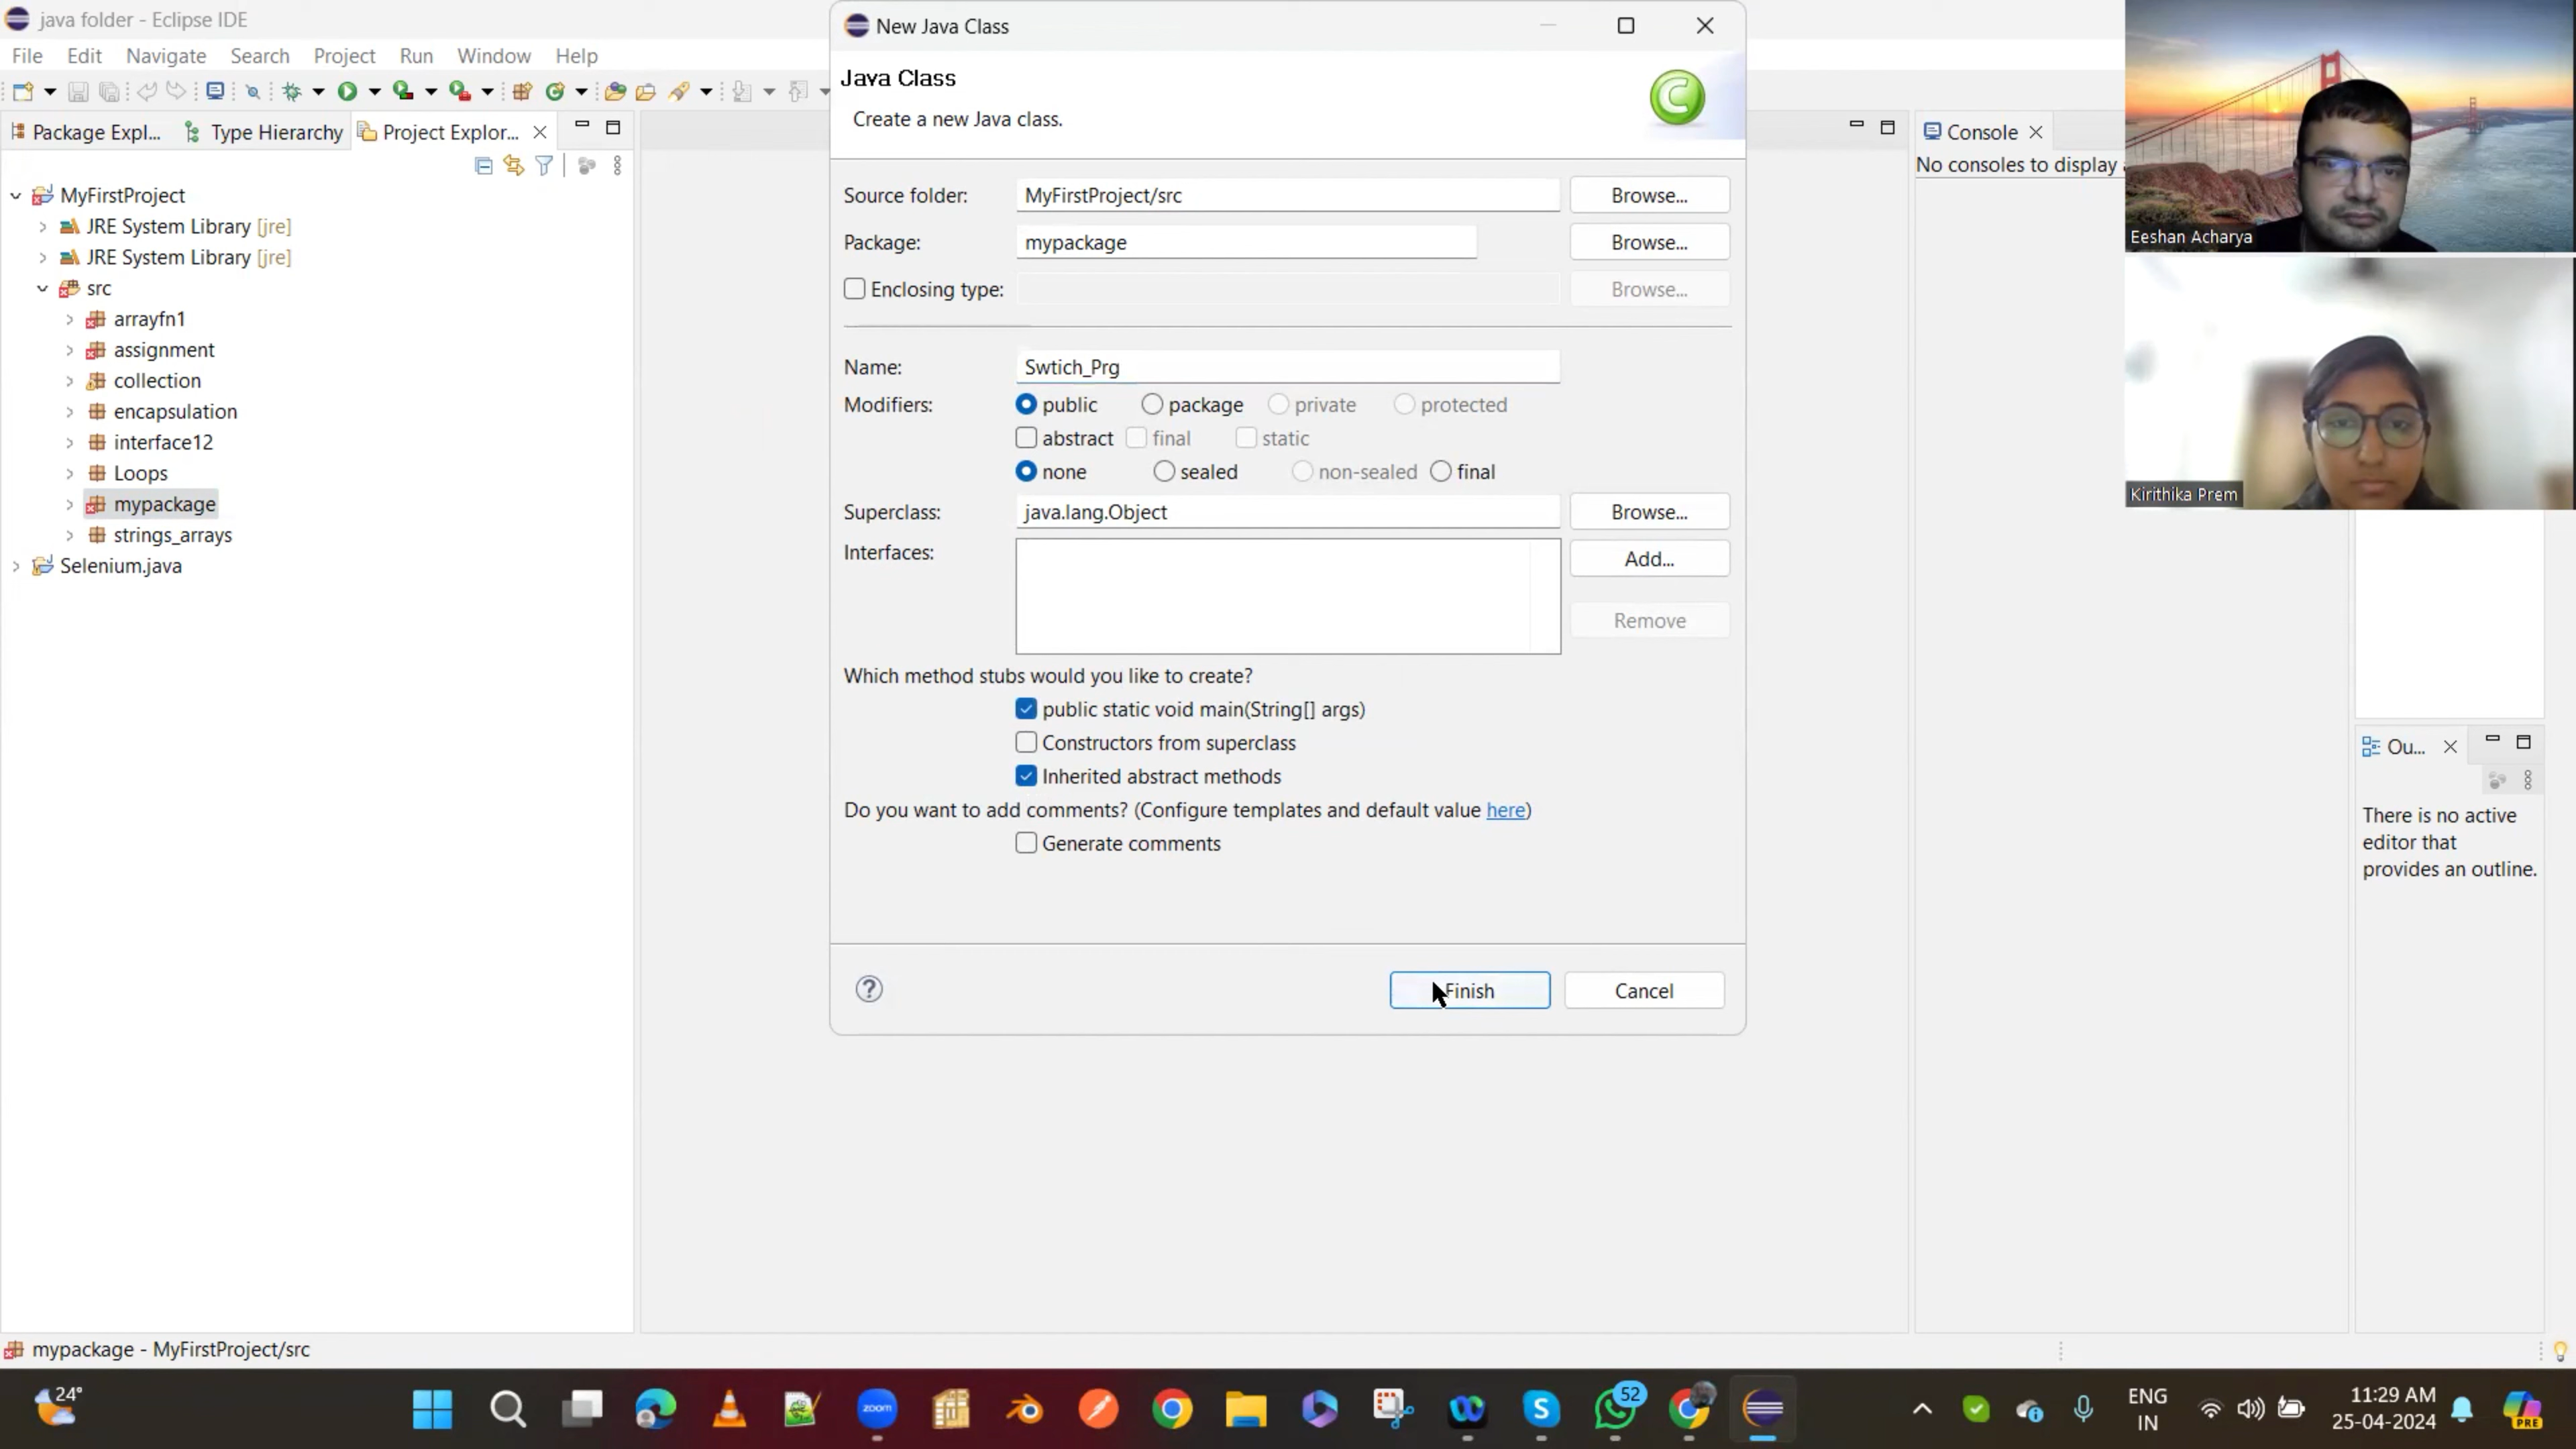 java folder - Eclipse IDE
File Edit Navigate Search Project Run Window Help
Package Expl... Type Hierarchy Project Explor...
MyFirstProject
JRE System Library [jre]
JRE System Library [jre]
src
arrayfn1
assignment
collection
encapsulation
interface12
Loops
mypackage
strings_arrays
Selenium.java
New Java Class
Java Class
Create a new Java class.
Source folder: MyFirstProject/src Browse...
Package: mypackage Browse...
Enclosing type: Browse...
Name: Swtich_Prg
Modifiers: public package private protected
abstract final static
none sealed non-sealed final
Superclass: java.lang.Object Browse...
Interfaces: Add...
Remove
Which method stubs would you like to create?
public static void main(String[] args)
Constructors from superclass
Inherited abstract methods
Do you want to add comments? (Configure templates and default value here)
Generate comments
Finish Cancel
Console
No consoles to display
Eeshan Acharya
Kirithika Prem
Ou...
There is no active
editor that
provides an outline.
mypackage - MyFirstProject/src
24°
zoom
52
ENG
IN
11:29 AM
25-04-2024
PRE